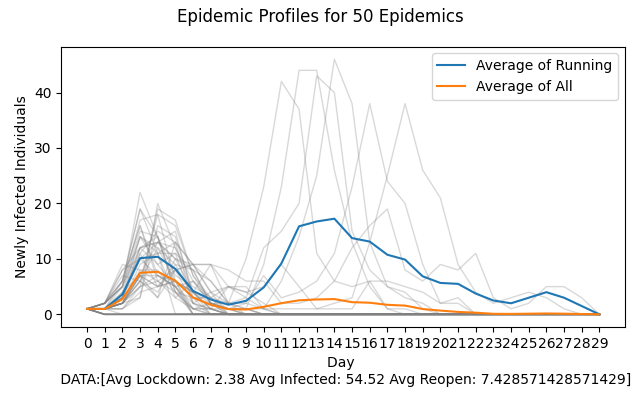 Epidemic Profiles for 50 Epidemics
Average of Running
Average of All
Newly Infected Individuals
40
30
20
10
0
0 1 2 3 4 5 6 7 8 9 10 11 12 13 14 15 16 17 18 19 20 21 22 23 24 25 26 27 28 29
Day
DATA:[Avg Lockdown: 2.38 Avg Infected: 54.52 Avg Reopen: 7.428571428571429]